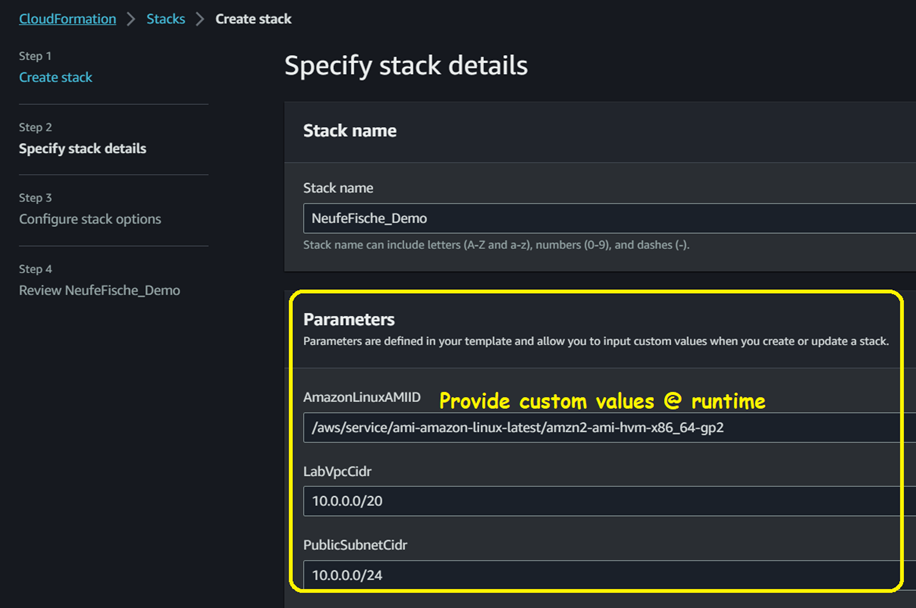 CloudFormation > Stacks > Create stack
Step 1
Create stack
Step 2
Specify stack details
Step 3
Configure stack options
Step 4
Review NeufeFische_Demo
Specify stack details
Stack name
Stack name
NeufeFische_Demo
Stack name can include letters (A-Z and a-z), numbers (0-9), and dashes (-).
Parameters
Parameters are defined in your template and allow you to input custom values when you create or update a stack.
AmazonLinuxAMIID Provide custom values @ runtime
/aws/service/ami-amazon-linux-latest/amzn2-ami-hvm-x86_64-gp2
LabVpcCidr
10.0.0.0/20
PublicSubnetCidr
10.0.0.0/24